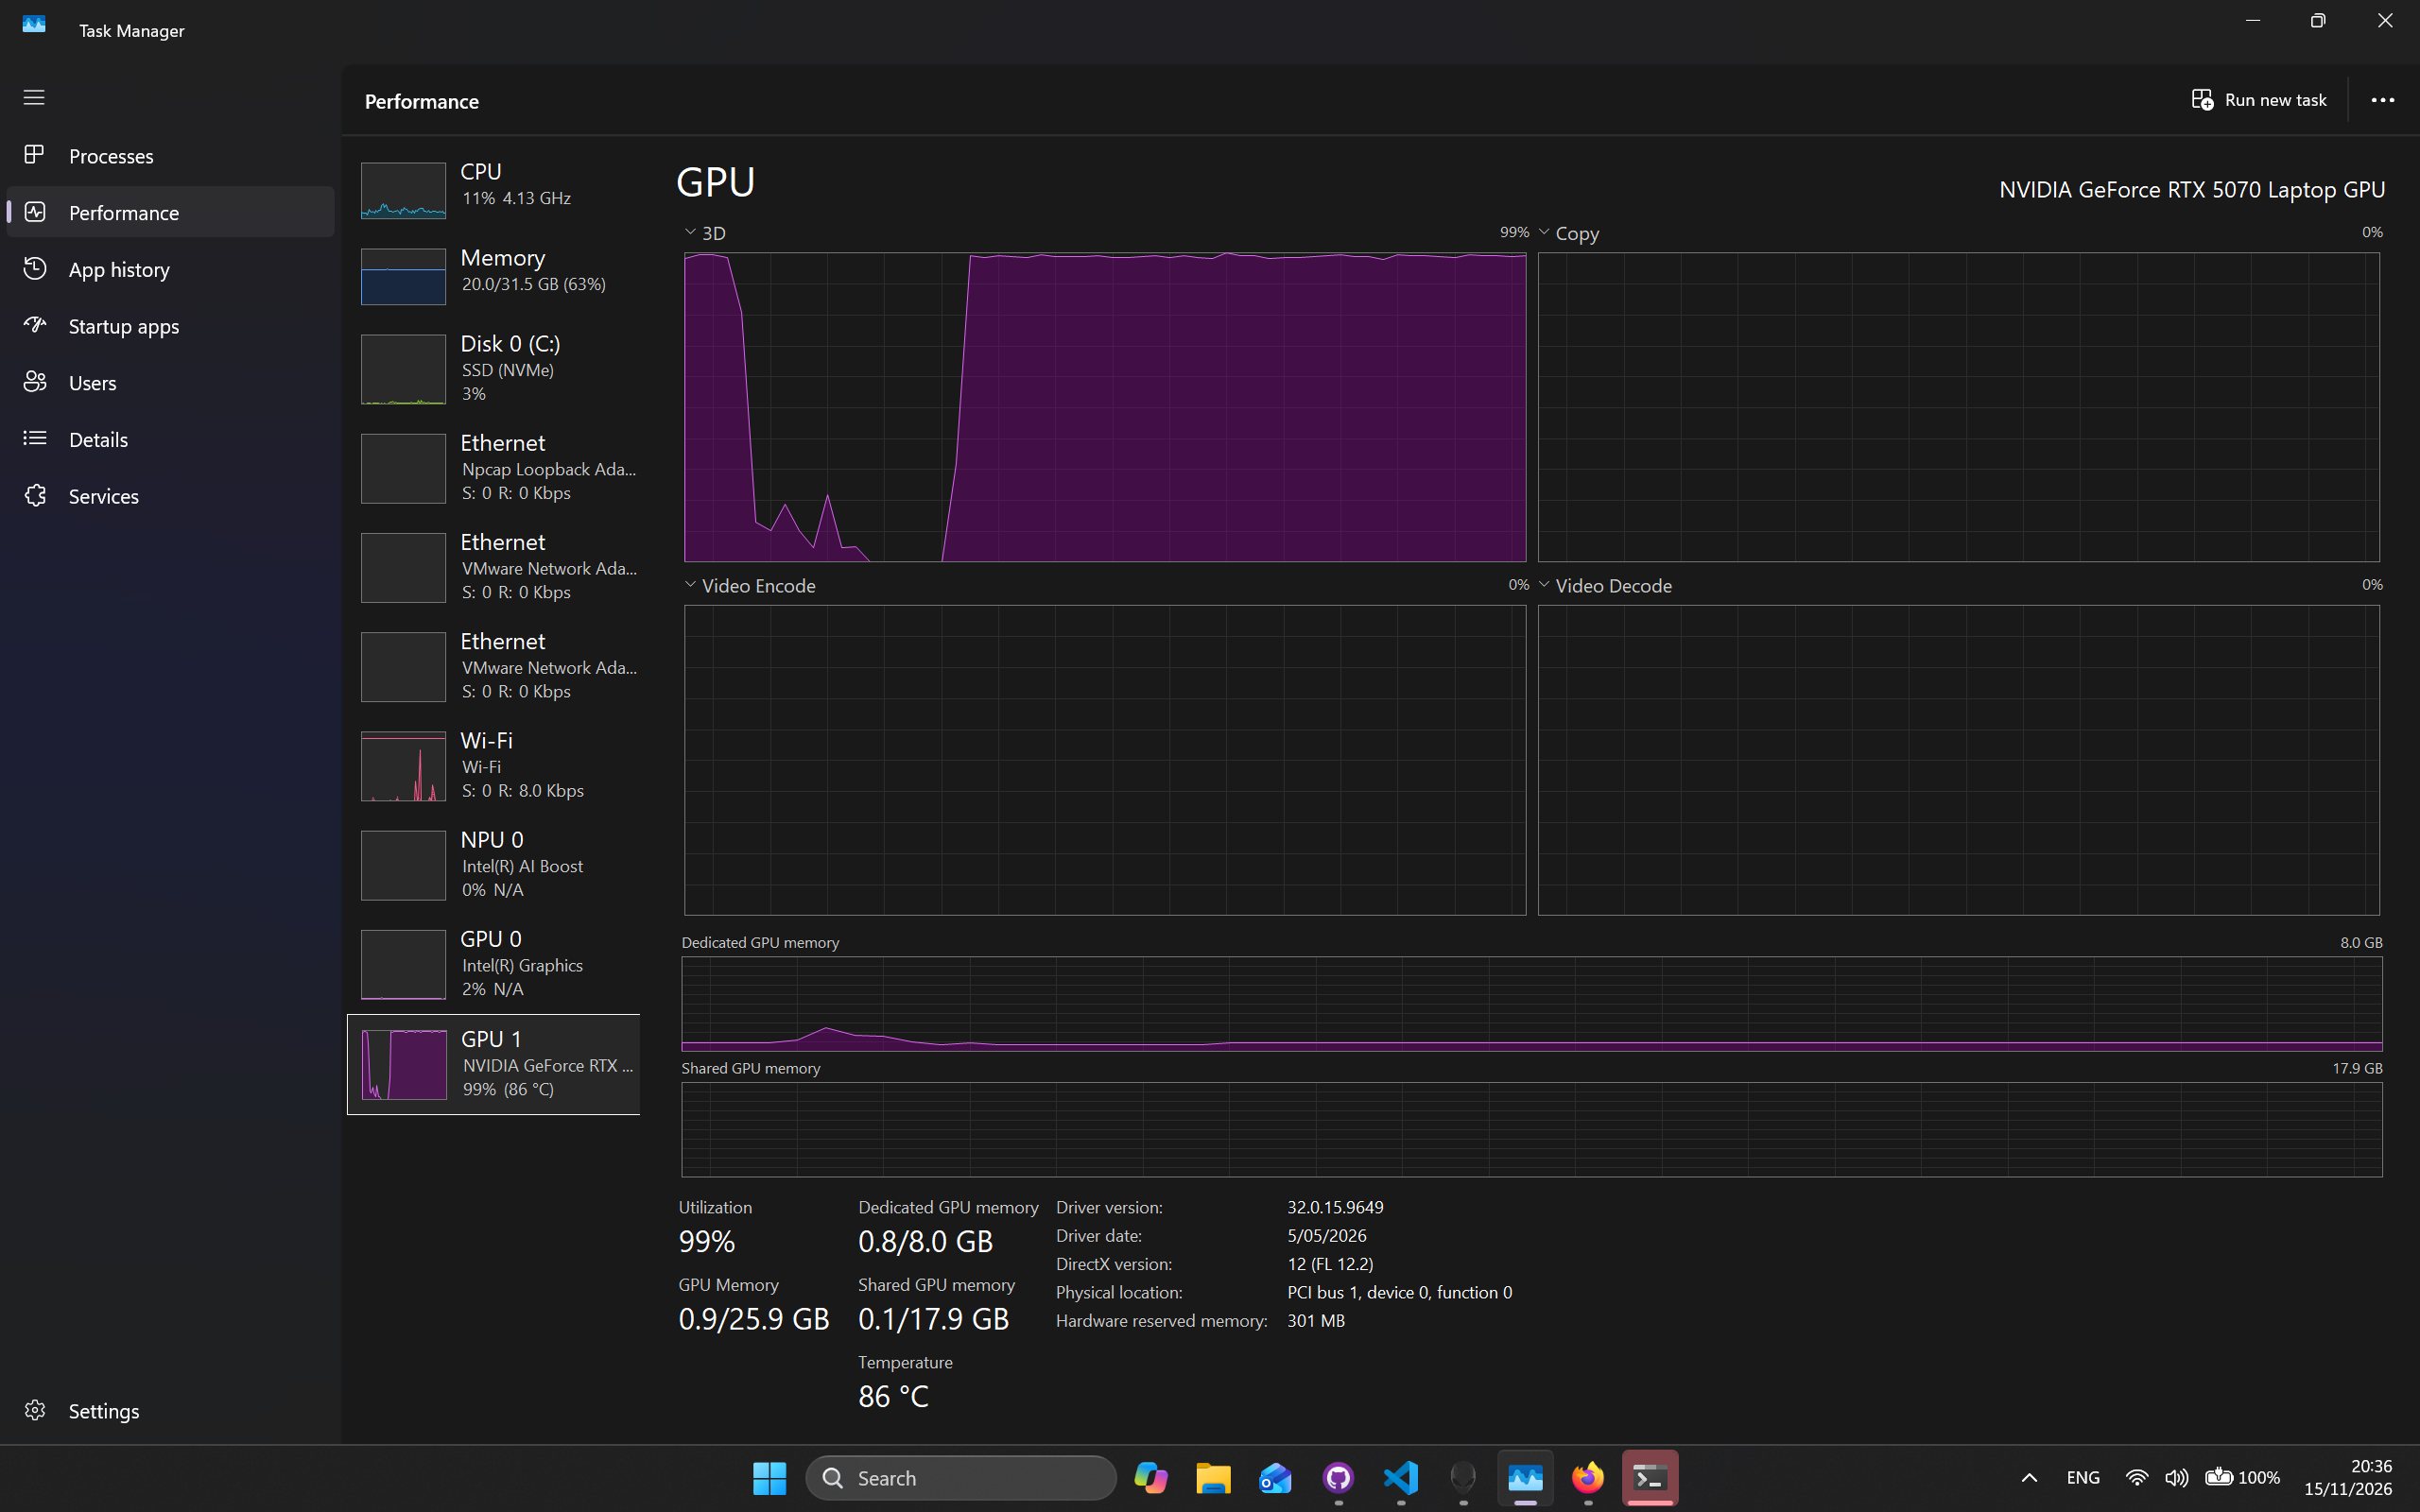 Task Manager
Processes
Performance
App history
Startup apps
Users
Details
Services
Settings
Performance
Run new task
CPU
11% 4.13 GHz
Memory
20.0/31.5 GB (63%)
Disk 0 (C:)
SSD (NVMe)
3%
Ethernet
Npcap Loopback Ada...
S: 0 R: 0 Kbps
Ethernet
VMware Network Ada...
S: 0 R: 0 Kbps
Ethernet
VMware Network Ada...
S: 0 R: 0 Kbps
Wi-Fi
Wi-Fi
S: 0 R: 8.0 Kbps
NPU 0
Intel(R) AI Boost
0% N/A
GPU 0
Intel(R) Graphics
2% N/A
GPU 1
NVIDIA GeForce RTX ...
99% (86 °C)
GPU
NVIDIA GeForce RTX 5070 Laptop GPU
3D 99%
Copy 0%
Video Encode 0%
Video Decode 0%
Dedicated GPU memory 8.0 GB
Shared GPU memory 17.9 GB
Utilization
99%
GPU Memory
0.9/25.9 GB
Dedicated GPU memory
0.8/8.0 GB
Shared GPU memory
0.1/17.9 GB
Temperature
86 °C
Driver version: 32.0.15.9649
Driver date: 5/05/2026
DirectX version: 12 (FL 12.2)
Physical location: PCI bus 1, device 0, function 0
Hardware reserved memory: 301 MB
Search
ENG
100%
20:36
15/11/2026